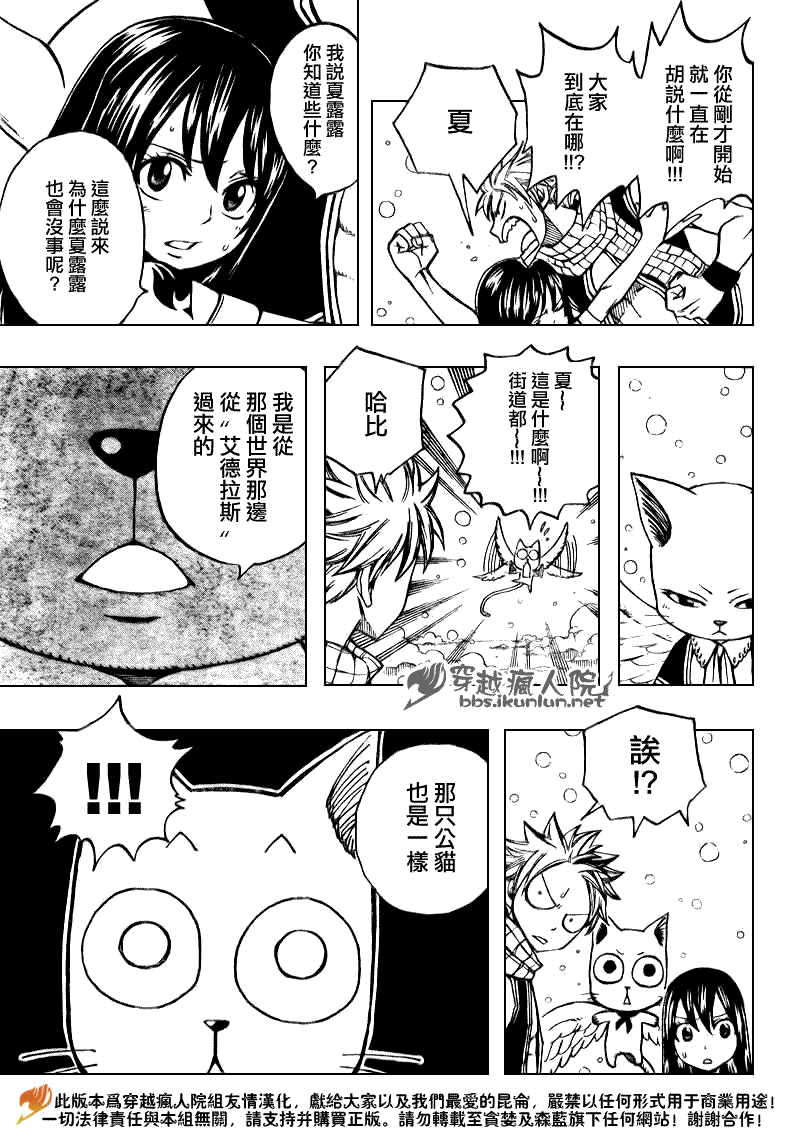 你從剛才開始
就一直在
胡說什麼啊!!!
大家
到底在哪!!?
夏
我說夏露露
你知道些什麼?
這麼說來
為什麼夏露露
也會沒事呢?
夏~
這是什麼啊~!!!
街道都~!!!
哈比
我是從
那個世界那邊
從“艾德拉斯“
過來的
誒!?
那只公貓
也是一樣
!!!
穿越瘋人院
bbs.ikunlun.net
此版本爲穿越瘋人院組友情漢化,獻給大家以及我們最愛的昆侖,嚴禁以任何形式用于商業用途!
一切法律責任與本組無關,請支持并購買正版。請勿轉載至貪婪及森藍旗下任何網站!謝謝合作!